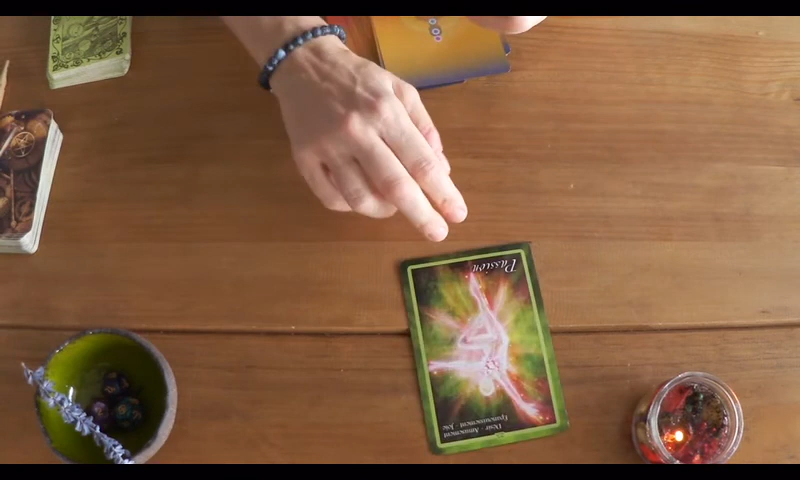 Désir - Amusement
Épanouissement - Joie
Passion